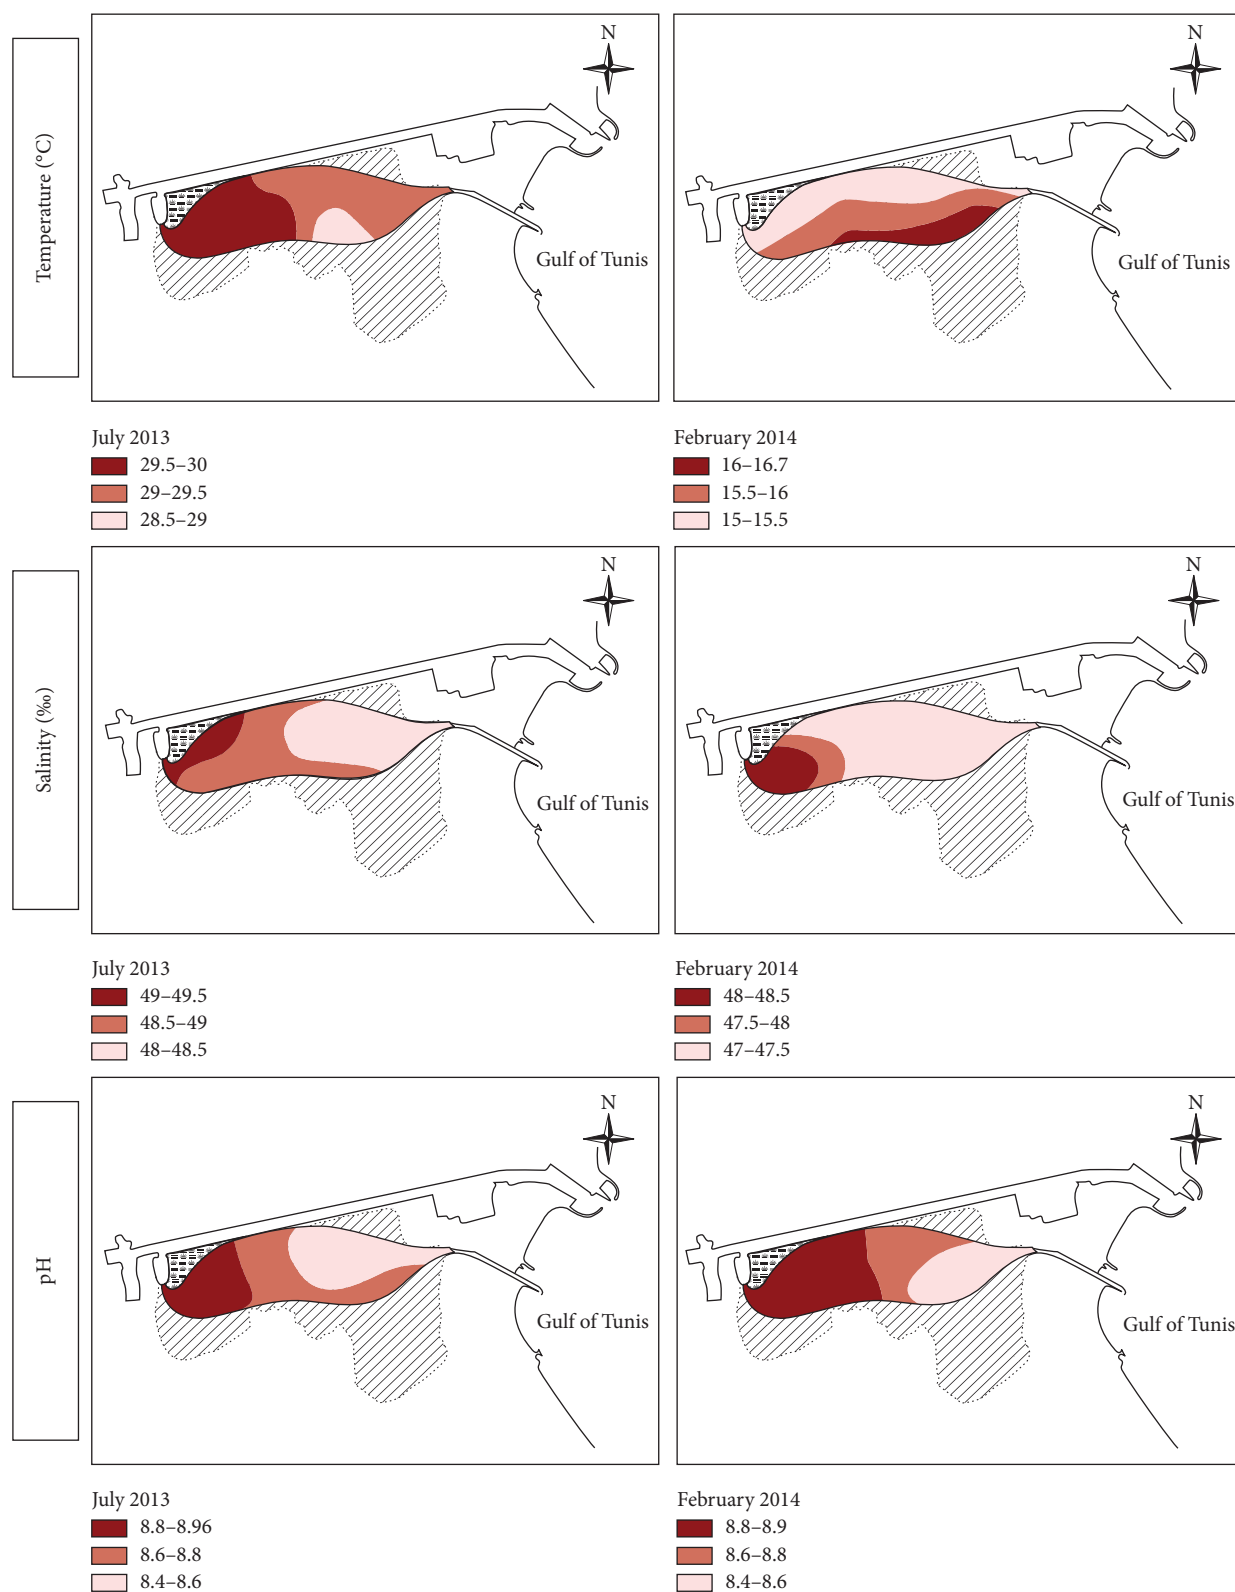 Temperature (°C)
N
Gulf of Tunis
N
Gulf of Tunis
July 2013
29.5–30
29–29.5
28.5–29
February 2014
16–16.7
15.5–16
15–15.5
Salinity (‰)
N
Gulf of Tunis
N
Gulf of Tunis
July 2013
49–49.5
48.5–49
48–48.5
February 2014
48–48.5
47.5–48
47–47.5
pH
N
Gulf of Tunis
N
Gulf of Tunis
July 2013
8.8–8.96
8.6–8.8
8.4–8.6
February 2014
8.8–8.9
8.6–8.8
8.4–8.6